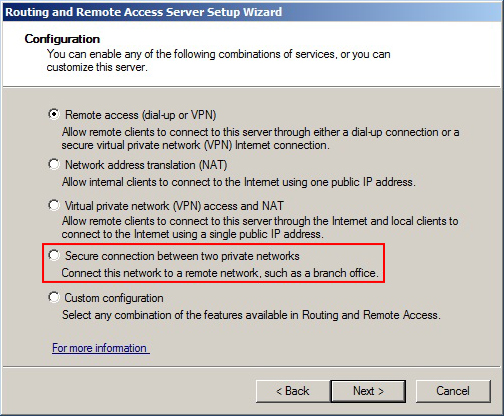 Routing and Remote Access Server Setup Wizard
Configuration
You can enable any of the following combinations of services, or you can
customize this server.
Remote access (dial-up or VPN)
Allow remote clients to connect to this server through either a dial-up connection or a
secure virtual private network (VPN) Internet connection.
Network address translation (NAT)
Allow internal clients to connect to the Internet using one public IP address.
Virtual private network (VPN) access and NAT
Allow remote clients to connect to this server through the Internet and local clients to
connect to the Internet using a single public IP address.
Secure connection between two private networks
Connect this network to a remote network, such as a branch office.
Custom configuration
Select any combination of the features available in Routing and Remote Access.
For more information
< Back
Next >
Cancel